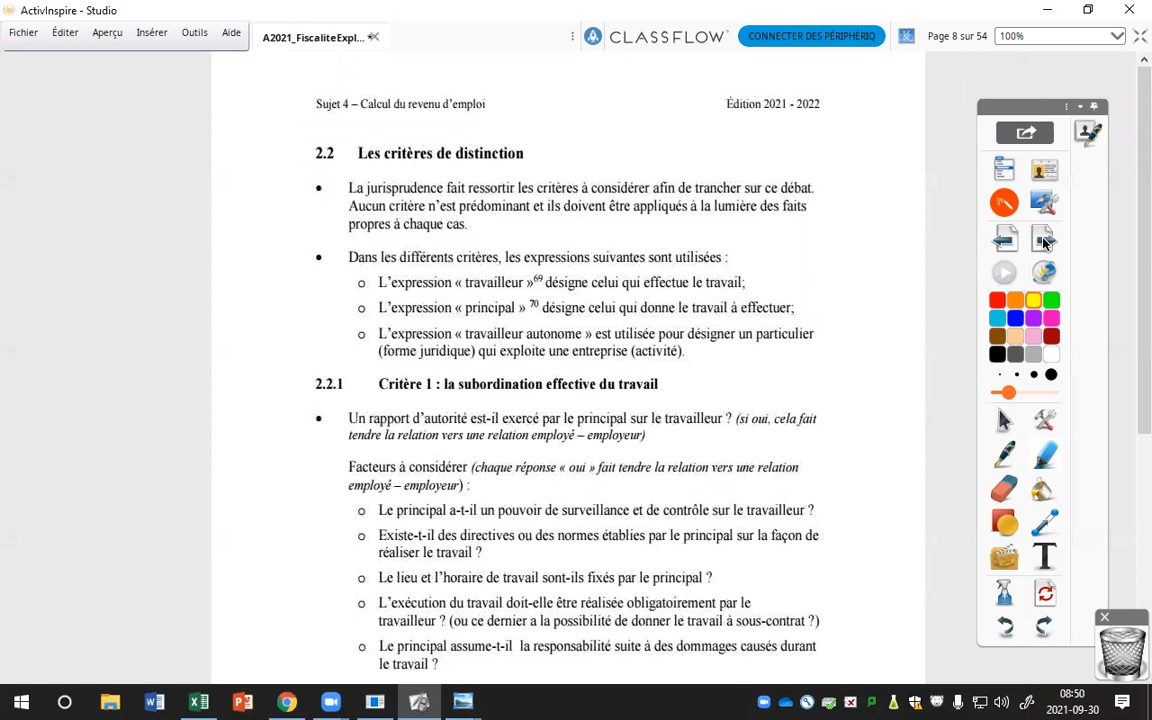 ActivInspire - Studio
Fichier Éditer Aperçu Insérer Outils Aide
A2021_FiscaliteExpl...
CLASSFLOW
CONNECTER DES PÉRIPHÉRIQ
Page 8 sur 54
100%
Sujet 4 – Calcul du revenu d’emploi Édition 2021 - 2022
2.2 Les critères de distinction
• La jurisprudence fait ressortir les critères à considérer afin de trancher sur ce débat.
Aucun critère n’est prédominant et ils doivent être appliqués à la lumière des faits
propres à chaque cas.
• Dans les différents critères, les expressions suivantes sont utilisées :
o L’expression « travailleur »69 désigne celui qui effectue le travail;
o L’expression « principal » 70 désigne celui qui donne le travail à effectuer;
o L’expression « travailleur autonome » est utilisée pour désigner un particulier
(forme juridique) qui exploite une entreprise (activité).
2.2.1 Critère 1 : la subordination effective du travail
• Un rapport d’autorité est-il exercé par le principal sur le travailleur ? (si oui, cela fait
tendre la relation vers une relation employé – employeur)
Facteurs à considérer (chaque réponse « oui » fait tendre la relation vers une relation
employé – employeur) :
o Le principal a-t-il un pouvoir de surveillance et de contrôle sur le travailleur ?
o Existe-t-il des directives ou des normes établies par le principal sur la façon de
réaliser le travail ?
o Le lieu et l’horaire de travail sont-ils fixés par le principal ?
o L’exécution du travail doit-elle être réalisée obligatoirement par le
travailleur ? (ou ce dernier a la possibilité de donner le travail à sous-contrat ?)
o Le principal assume-t-il la responsabilité suite à des dommages causés durant
le travail ?
08:50
2021-09-30